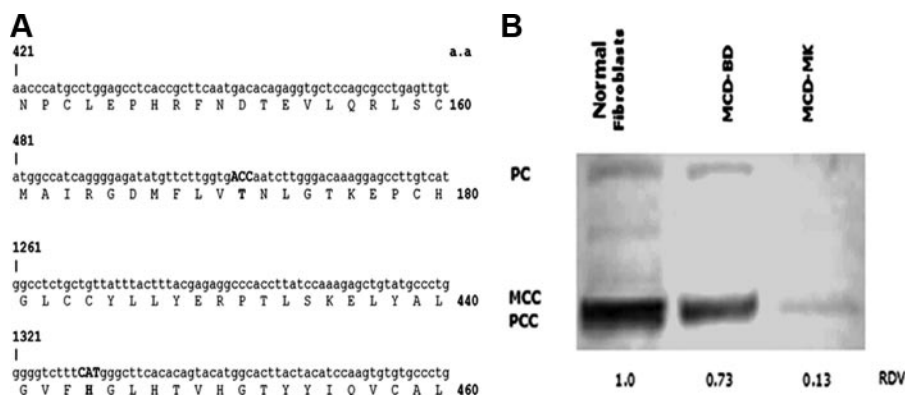 A
421 a.a
aacccatgcctggagcctcaccgcttcaatgacacagaggtgctccagcgcctgagttgt
N P C L E P H R F N D T E V L Q R L S C 160
481
atggccatcaggggagatatgttcttggtgACCaatcttgggacaaaggagccttgtcat
M A I R G D M F L V T N L G T K E P C H 180
1261
ggcctctgctgttatttactttacgagaggcccaccttatccaaagagctgtatgccctg
G L C C Y L L Y E R P T L S K E L Y A L 440
1321
ggggtctttCATgggcttcacacagtacatggcacttactacatccaagtgtgtgccctg
G V F H G L H T V H G T Y Y I Q V C A L 460
B
Normal
Fibroblasts
MCD-BD
MCD-MK
PC
MCC
PCC
1.0 0.73 0.13 RDV